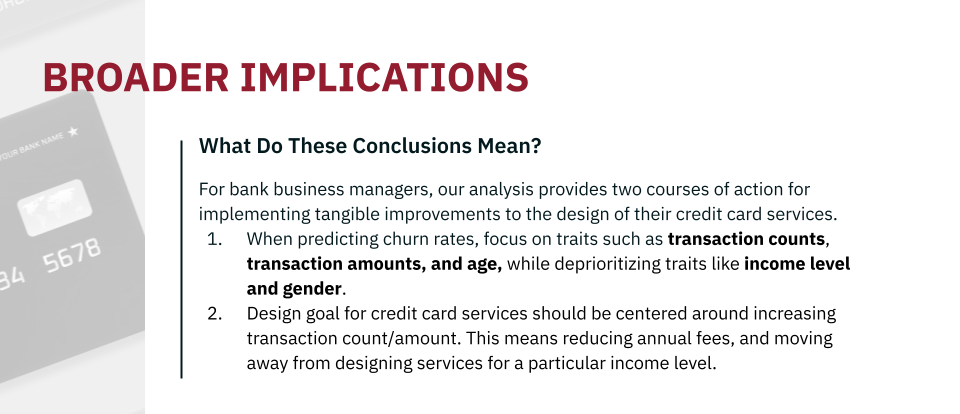 BROADER IMPLICATIONS
YOUR BANK NAME
34 5678
What Do These Conclusions Mean?
For bank business managers, our analysis provides two courses of action for
implementing tangible improvements to the design of their credit card services.
1. When predicting churn rates, focus on traits such as transaction counts,
transaction amounts, and age, while deprioritizing traits like income level
and gender.
2. Design goal for credit card services should be centered around increasing
transaction count/amount. This means reducing annual fees, and moving
away from designing services for a particular income level.